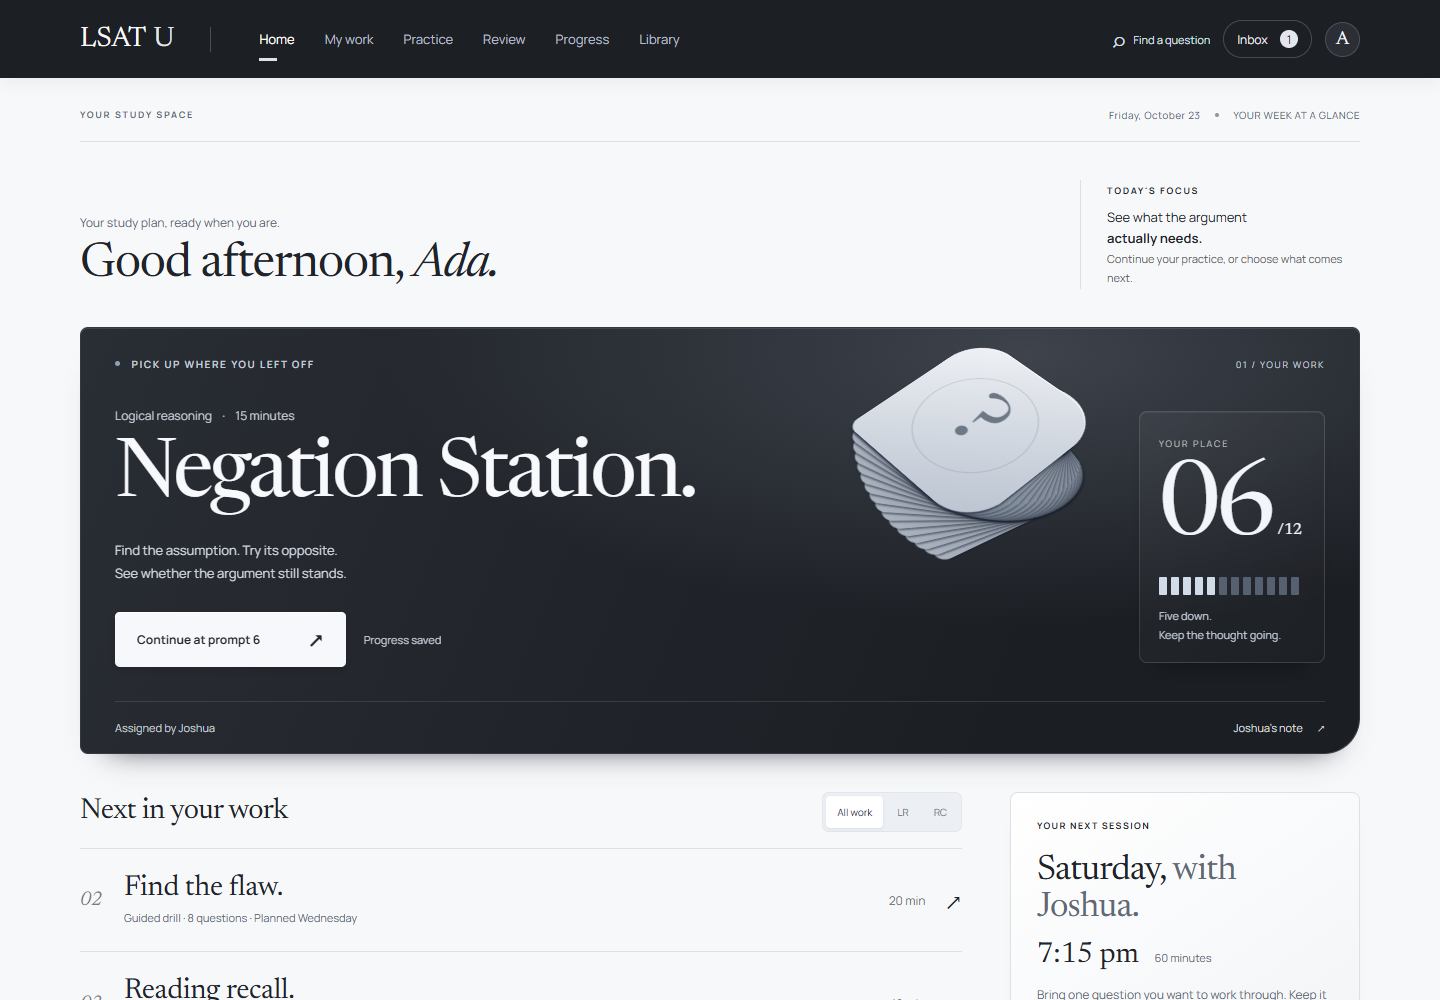 LSAT U
Home
My work
Practice
Review
Progress
Library
Find a question
Inbox 1
A
YOUR STUDY SPACE
Friday, October 23 • YOUR WEEK AT A GLANCE
Your study plan, ready when you are.
Good afternoon, Ada.
TODAY'S FOCUS
See what the argument
actually needs.
Continue your practice, or choose what comes
next.
PICK UP WHERE YOU LEFT OFF
01 / YOUR WORK
Logical reasoning · 15 minutes
Negation Station.
Find the assumption. Try its opposite.
See whether the argument still stands.
Continue at prompt 6 ↗
Progress saved
?
YOUR PLACE
06 /12
Five down.
Keep the thought going.
Assigned by Joshua
Joshua's note ↗
Next in your work
All work
LR
RC
02
Find the flaw.
Guided drill · 8 questions · Planned Wednesday
20 min ↗
Reading recall.
YOUR NEXT SESSION
Saturday, with
Joshua.
7:15 pm 60 minutes
Bring one question you want to work through. Keep it